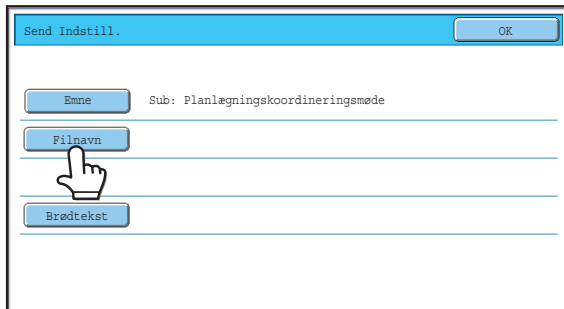 Send Indstill. OK
Emne Sub: Planlægningskoordineringsmøde
Filnavn
Brødtekst